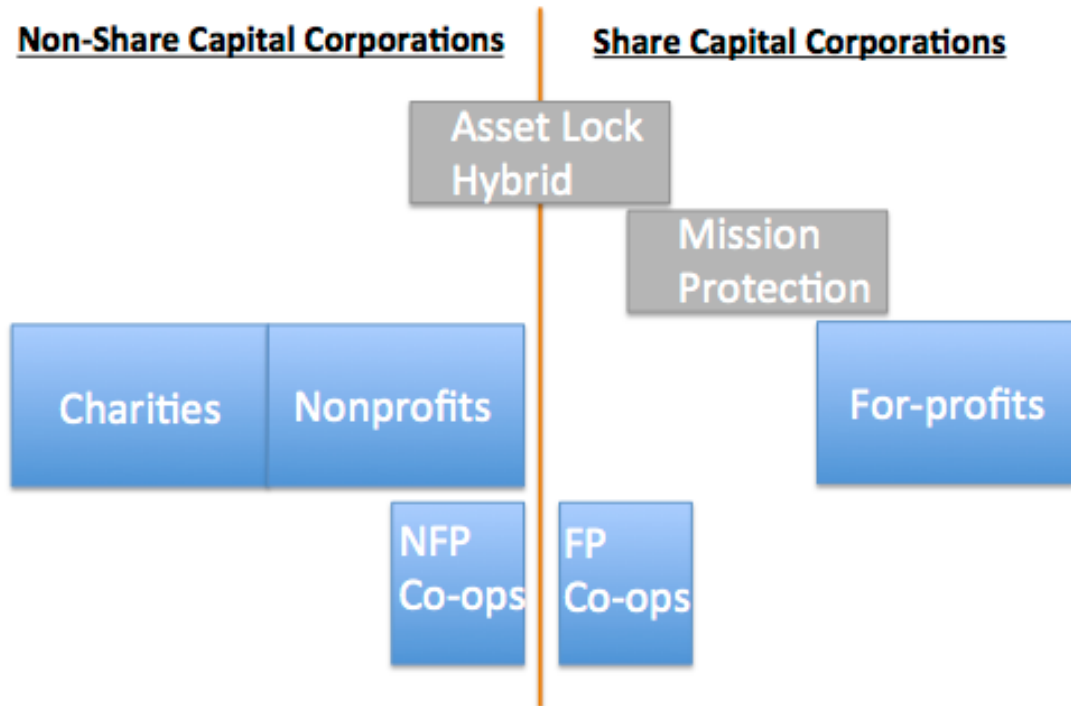 Non-Share Capital Corporations
Share Capital Corporations
Asset Lock
Hybrid
Mission
Protection
Charities
Nonprofits
For-profits
NFP
Co-ops
FP
Co-ops